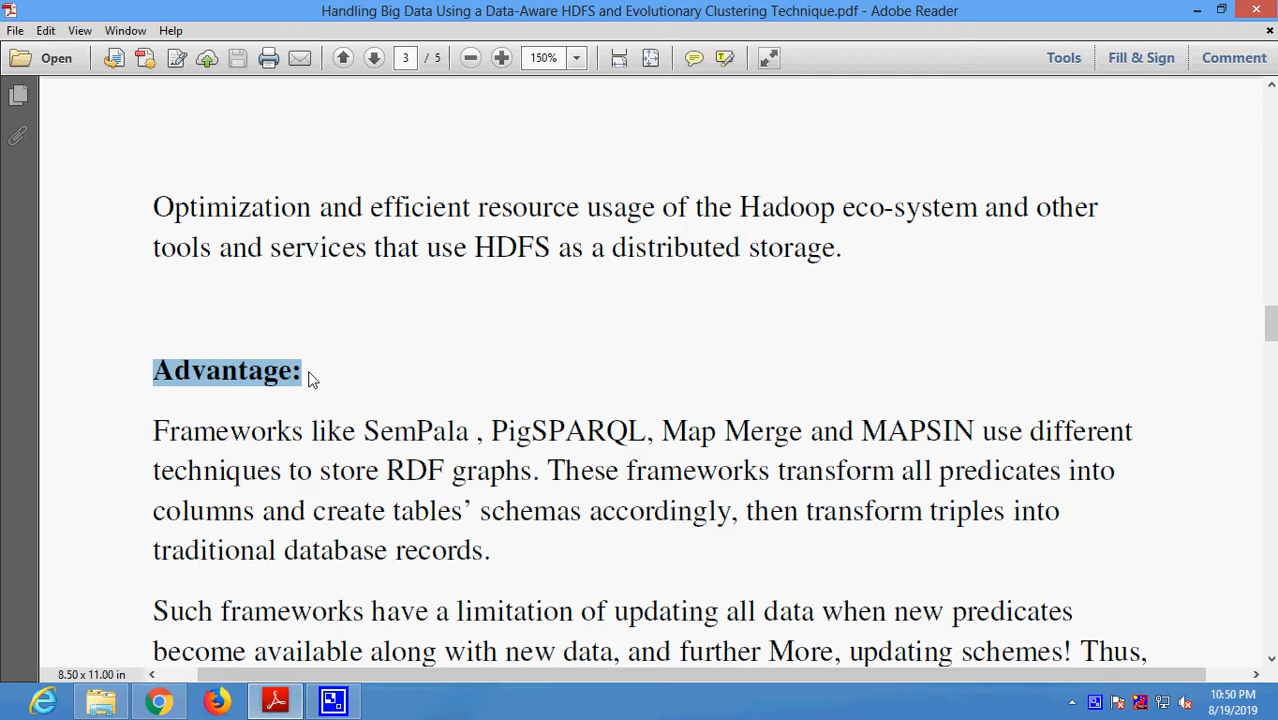 Handling Big Data Using a Data-Aware HDFS and Evolutionary Clustering Technique.pdf - Adobe Reader
File Edit View Window Help
Open 3 / 5 150% Tools Fill & Sign Comment
Optimization and efficient resource usage of the Hadoop eco-system and other
tools and services that use HDFS as a distributed storage.
Advantage:
Frameworks like SemPala , PigSPARQL, Map Merge and MAPSIN use different
techniques to store RDF graphs. These frameworks transform all predicates into
columns and create tables’ schemas accordingly, then transform triples into
traditional database records.
Such frameworks have a limitation of updating all data when new predicates
become available along with new data, and further More, updating schemes! Thus,
8.50 x 11.00 in
10:50 PM
8/19/2019